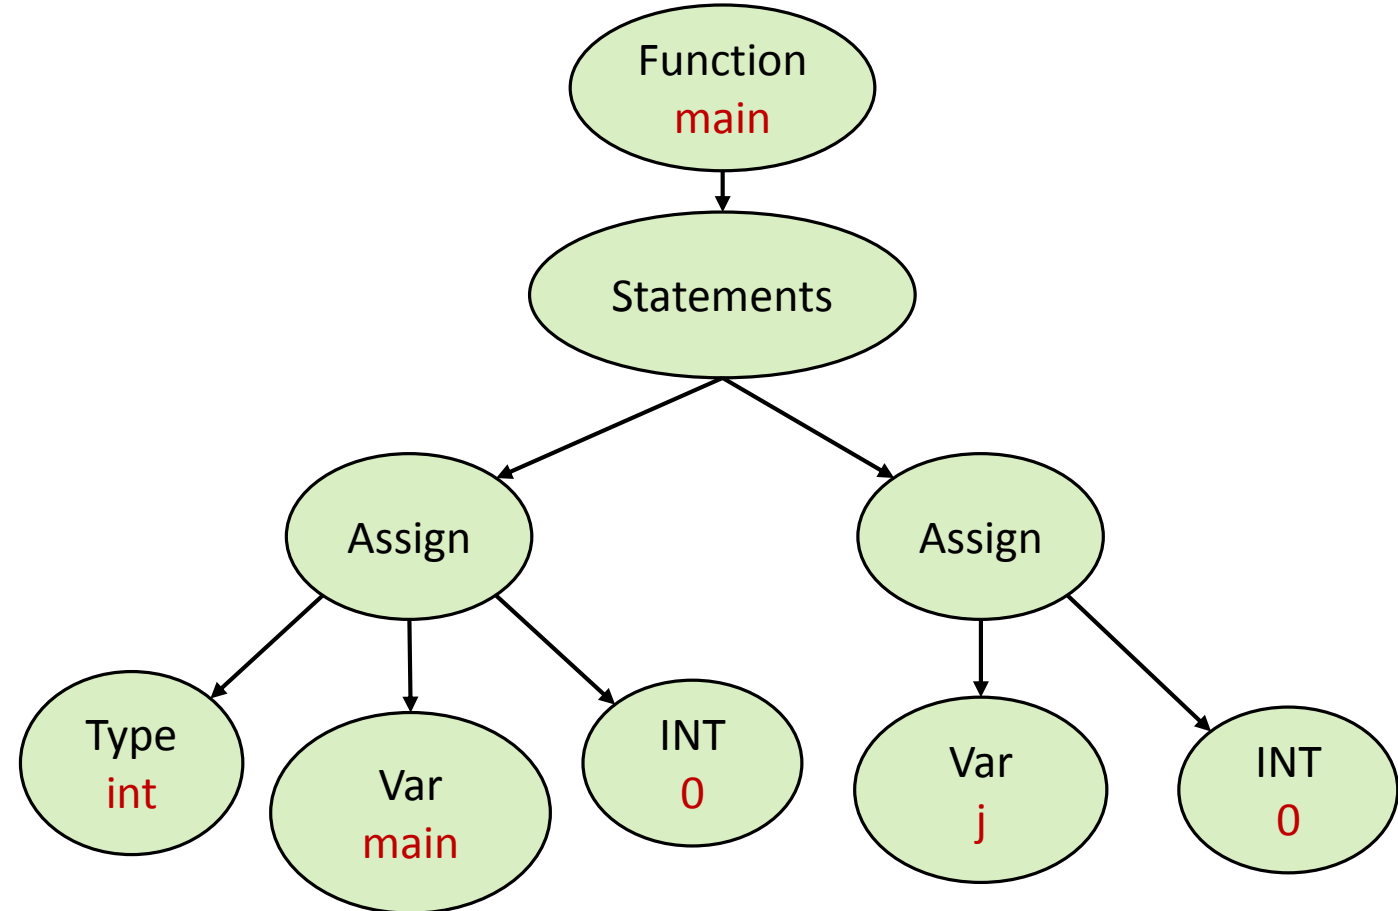 Function
main
Statements
Assign
Assign
Type
int
Var
main
INT
0
Var
j
INT
0